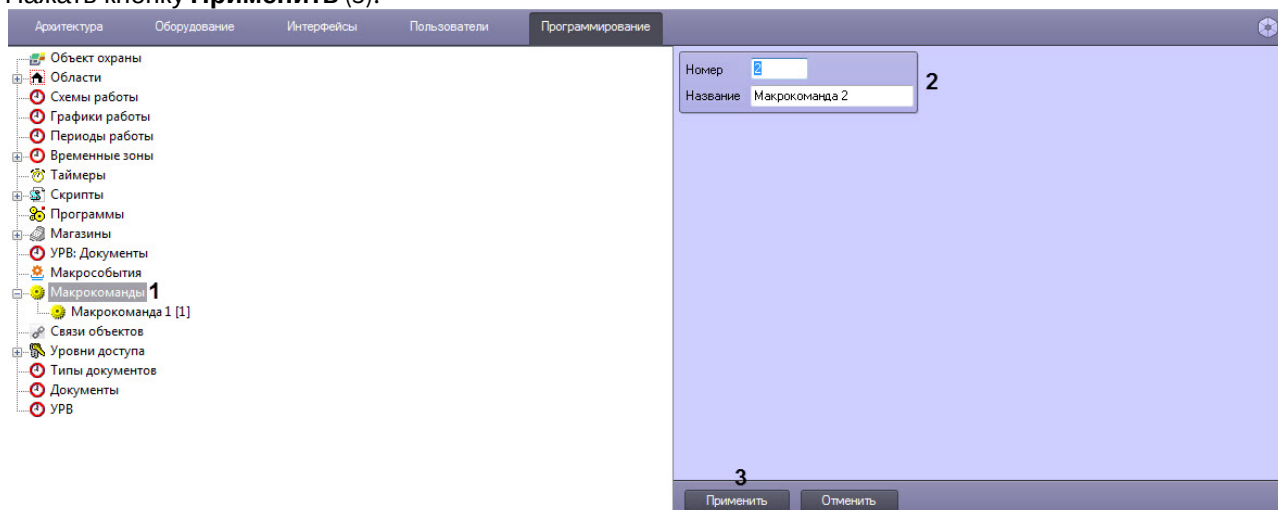 Нажать кнопку Применить (3).
Архитектура Оборудование Интерфейсы Пользователи Программирование
Объект охраны
Области
Схемы работы
Графики работы
Периоды работы
Временные зоны
Таймеры
Скрипты
Программы
Магазины
УРВ: Документы
Макрособытия
Макрокоманды 1
Макрокоманда 1 [1]
Связи объектов
Уровни доступа
Типы документов
Документы
УРВ
Номер 2
2
Название Макрокоманда 2
3
Применить Отменить